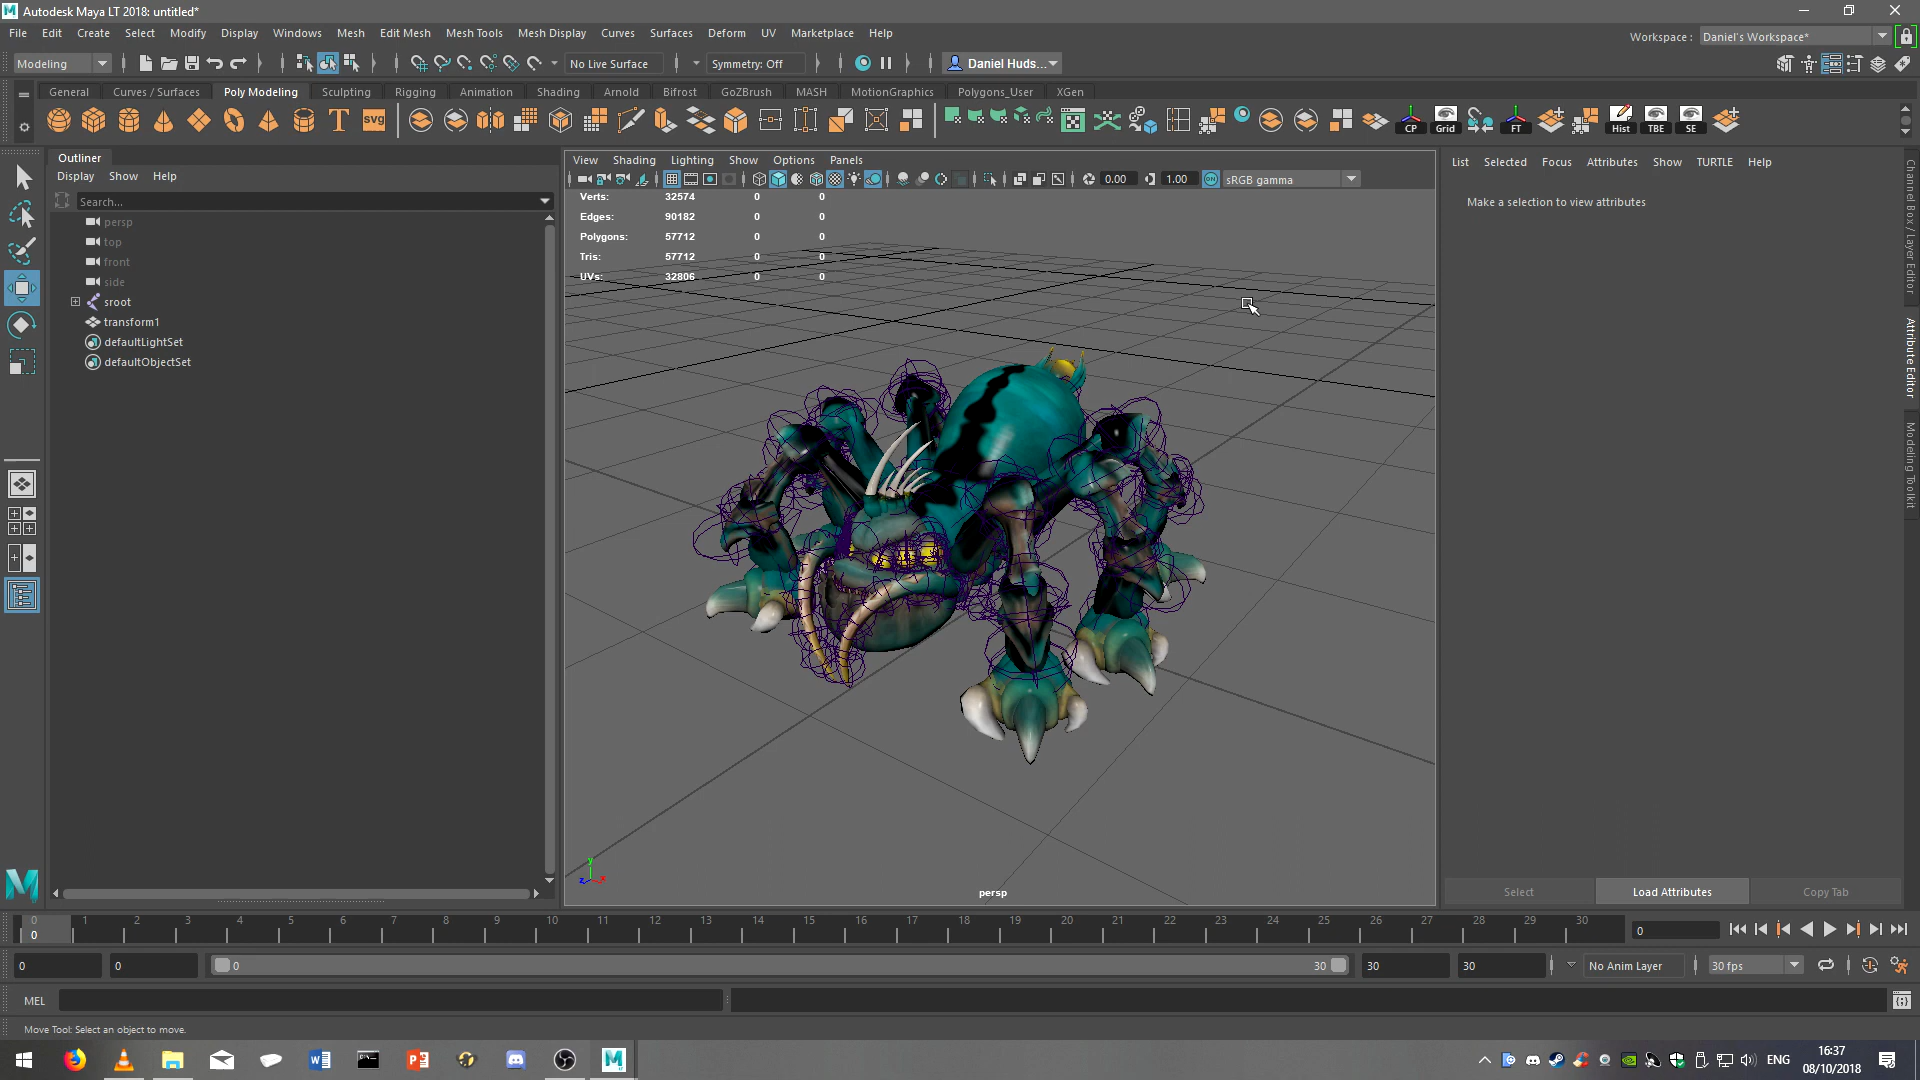 Autodesk Maya LT 2018: untitled*
File Edit Create Select Modify Display Windows Mesh Edit Mesh Mesh Tools Mesh Display Curves Surfaces Deform UV Marketplace Help
Workspace : Daniel's Workspace*
Modeling No Live Surface Symmetry: Off Daniel Huds...
General Curves / Surfaces Poly Modeling Sculpting Rigging Animation Shading Arnold Bifrost GoZBrush MASH MotionGraphics Polygons_User XGen
T SVG CP Grid FT Hist TBE SE
Outliner
Display Show Help
Search...
persp
top
front
side
sroot
transform1
defaultLightSet
defaultObjectSet
View Shading Lighting Show Options Panels
0.00 1.00 ON sRGB gamma
Verts: 32574 0 0
Edges: 90182 0 0
Polygons: 57712 0 0
Tris: 57712 0 0
UVs: 32806 0 0
y
z x
persp
List Selected Focus Attributes Show TURTLE Help
Make a selection to view attributes
Channel Box / Layer Editor
Attribute Editor
Modeling Toolkit
Select Load Attributes Copy Tab
0 1 2 3 4 5 6 7 8 9 10 11 12 13 14 15 16 17 18 19 20 21 22 23 24 25 26 27 28 29 30
0 0
0 0 0 30 30 30 No Anim Layer 30 fps
MEL
Move Tool: Select an object to move.
ENG
16:37
08/10/2018